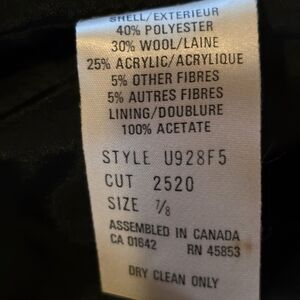 SHELL/EXTERIEUR
40% POLYESTER
30% WOOL/LAINE
25% ACRYLIC/ACRYLIQUE
5% OTHER FIBRES
5% AUTRES FIBRES
LINING/DOUBLURE
100% ACETATE
STYLE U928F5
CUT 2520
SIZE 7/8
ASSEMBLED IN CANADA
CA 01642 RN 45853
DRY CLEAN ONLY